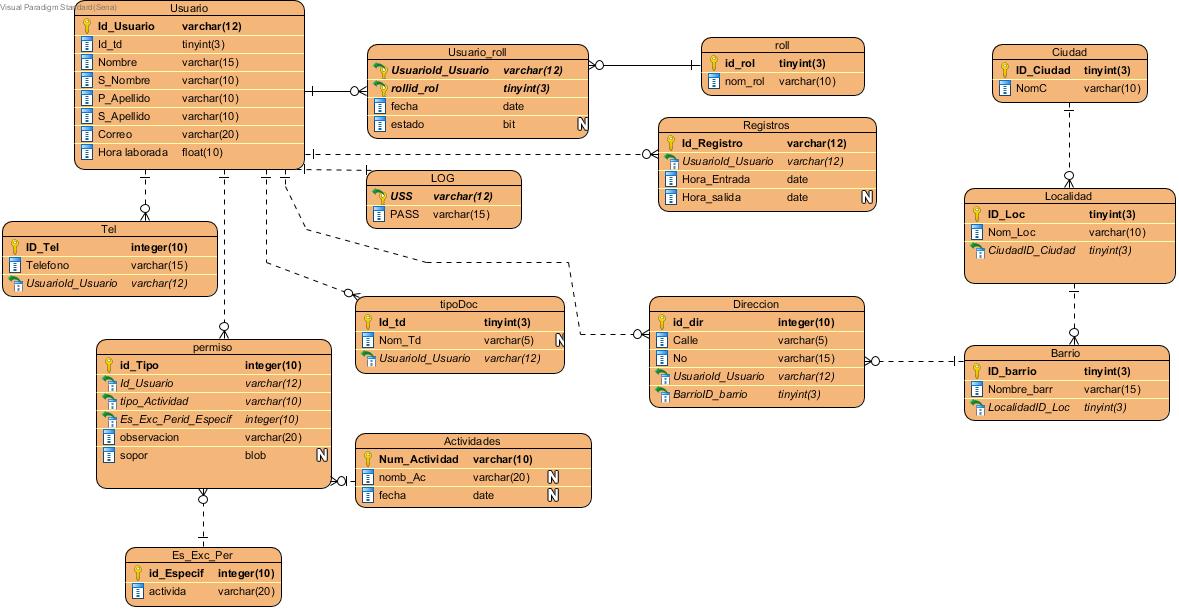 Visual Paradigm Standard(Sena)
Usuario
Id_Usuario varchar(12)
Id_td tinyint(3)
Nombre varchar(15)
S_Nombre varchar(10)
P_Apellido varchar(10)
S_Apellido varchar(10)
Correo varchar(20)
Hora laborada float(10)
Usuario_roll
UsuarioId_Usuario varchar(12)
rollid_rol tinyint(3)
fecha date
estado bit N
roll
id_rol tinyint(3)
nom_rol varchar(10)
Ciudad
ID_Ciudad tinyint(3)
NomC varchar(10)
Registros
Id_Registro varchar(12)
UsuarioId_Usuario varchar(12)
Hora_Entrada date
Hora_salida date N
LOG
USS varchar(12)
PASS varchar(15)
Localidad
ID_Loc tinyint(3)
Nom_Loc varchar(10)
CiudadID_Ciudad tinyint(3)
Tel
ID_Tel integer(10)
Telefono varchar(15)
UsuarioId_Usuario varchar(12)
tipoDoc
Id_td tinyint(3)
Nom_Td varchar(5) N
UsuarioId_Usuario varchar(12)
Direccion
id_dir integer(10)
Calle varchar(5)
No varchar(15)
UsuarioId_Usuario varchar(12)
BarrioID_barrio tinyint(3)
Barrio
ID_barrio tinyint(3)
Nombre_barr varchar(15)
LocalidadID_Loc tinyint(3)
permiso
id_Tipo integer(10)
Id_Usuario varchar(12)
tipo_Actividad varchar(10)
Es_Exc_Perid_Especif integer(10)
observacion varchar(20)
sopor blob N
Actividades
Num_Actividad varchar(10)
nomb_Ac varchar(20) N
fecha date N
Es_Exc_Per
id_Especif integer(10)
activida varchar(20)